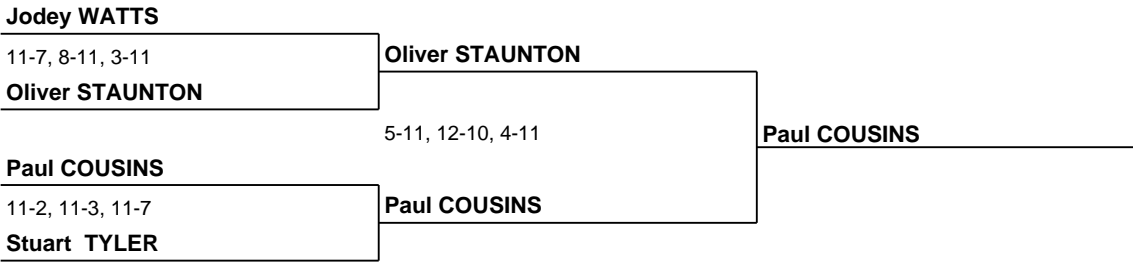 Jodey WATTS
11-7, 8-11, 3-11
Oliver STAUNTON
Oliver STAUNTON
5-11, 12-10, 4-11
Paul COUSINS
Paul COUSINS
11-2, 11-3, 11-7
Paul COUSINS
Stuart  TYLER